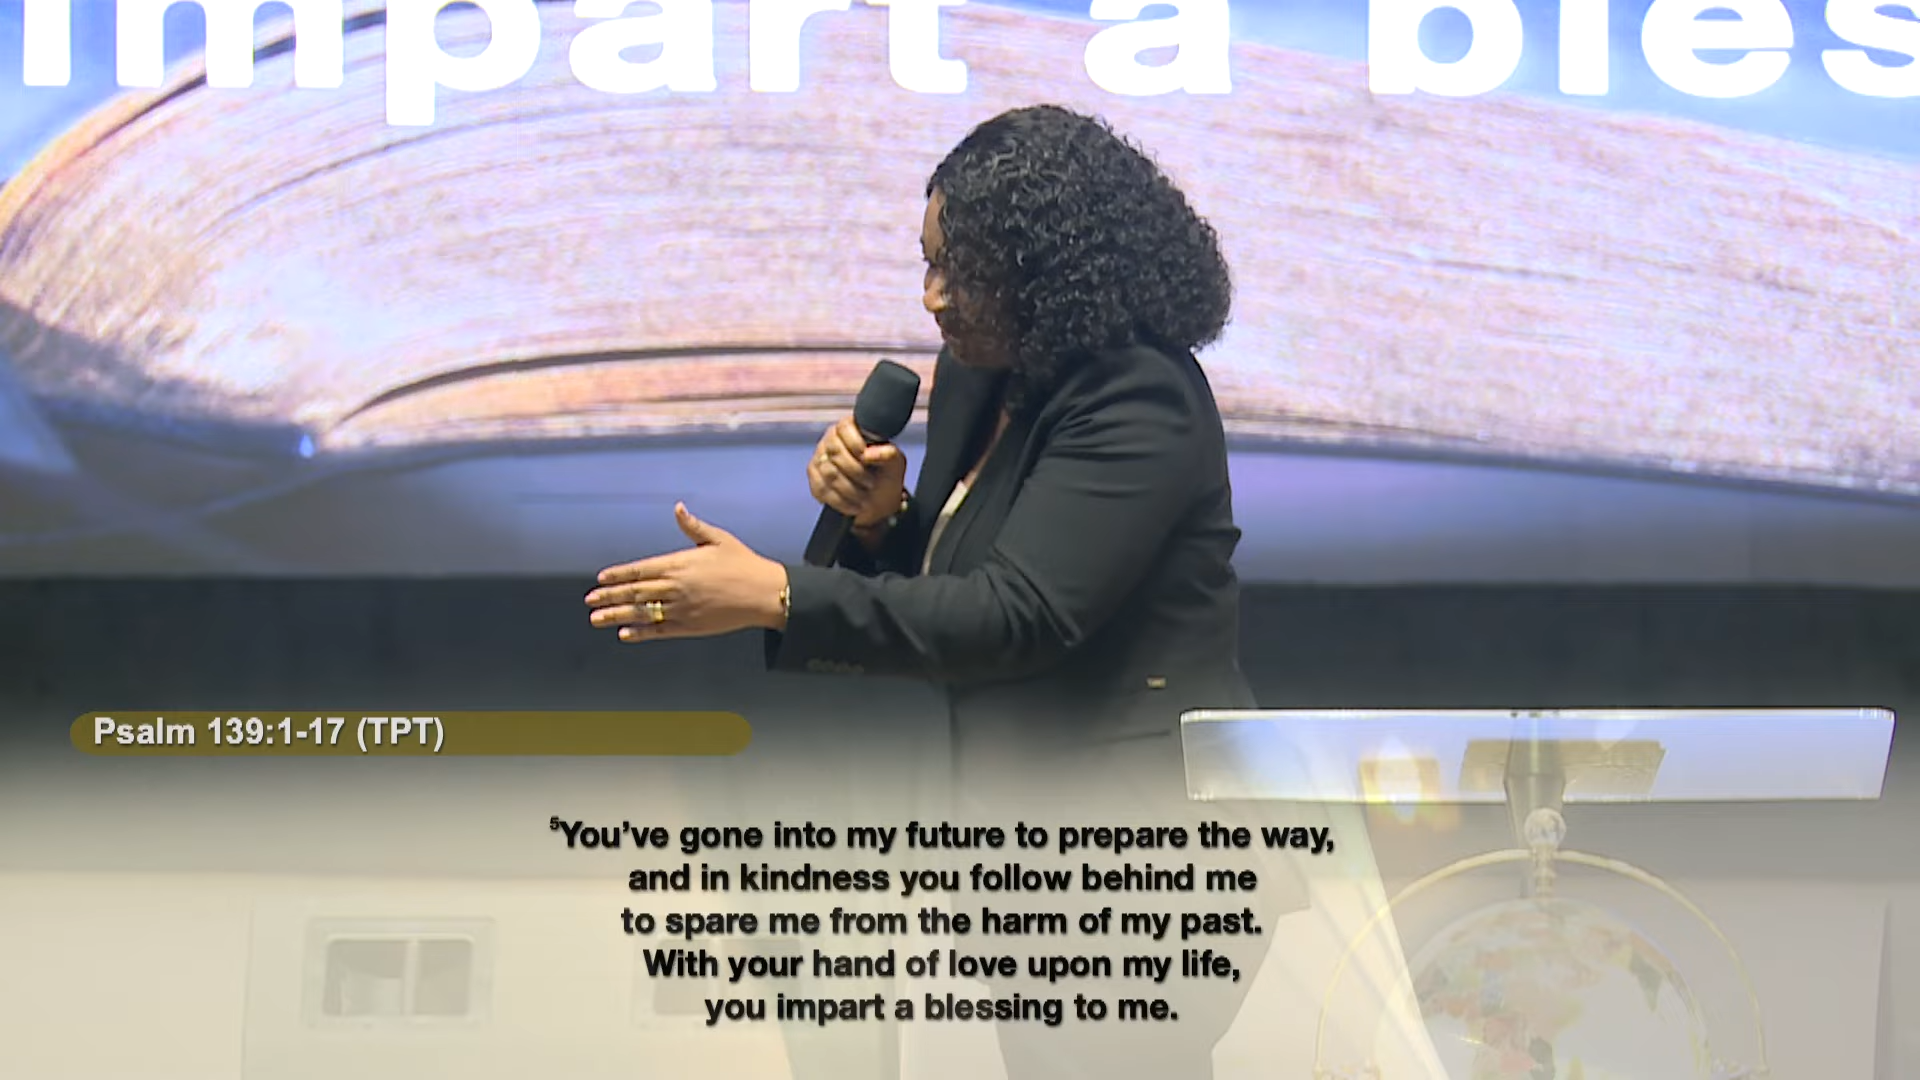 impart a bles
Psalm 139:1-17 (TPT)
⁵You’ve gone into my future to prepare the way,
and in kindness you follow behind me
to spare me from the harm of my past.
With your hand of love upon my life,
you impart a blessing to me.